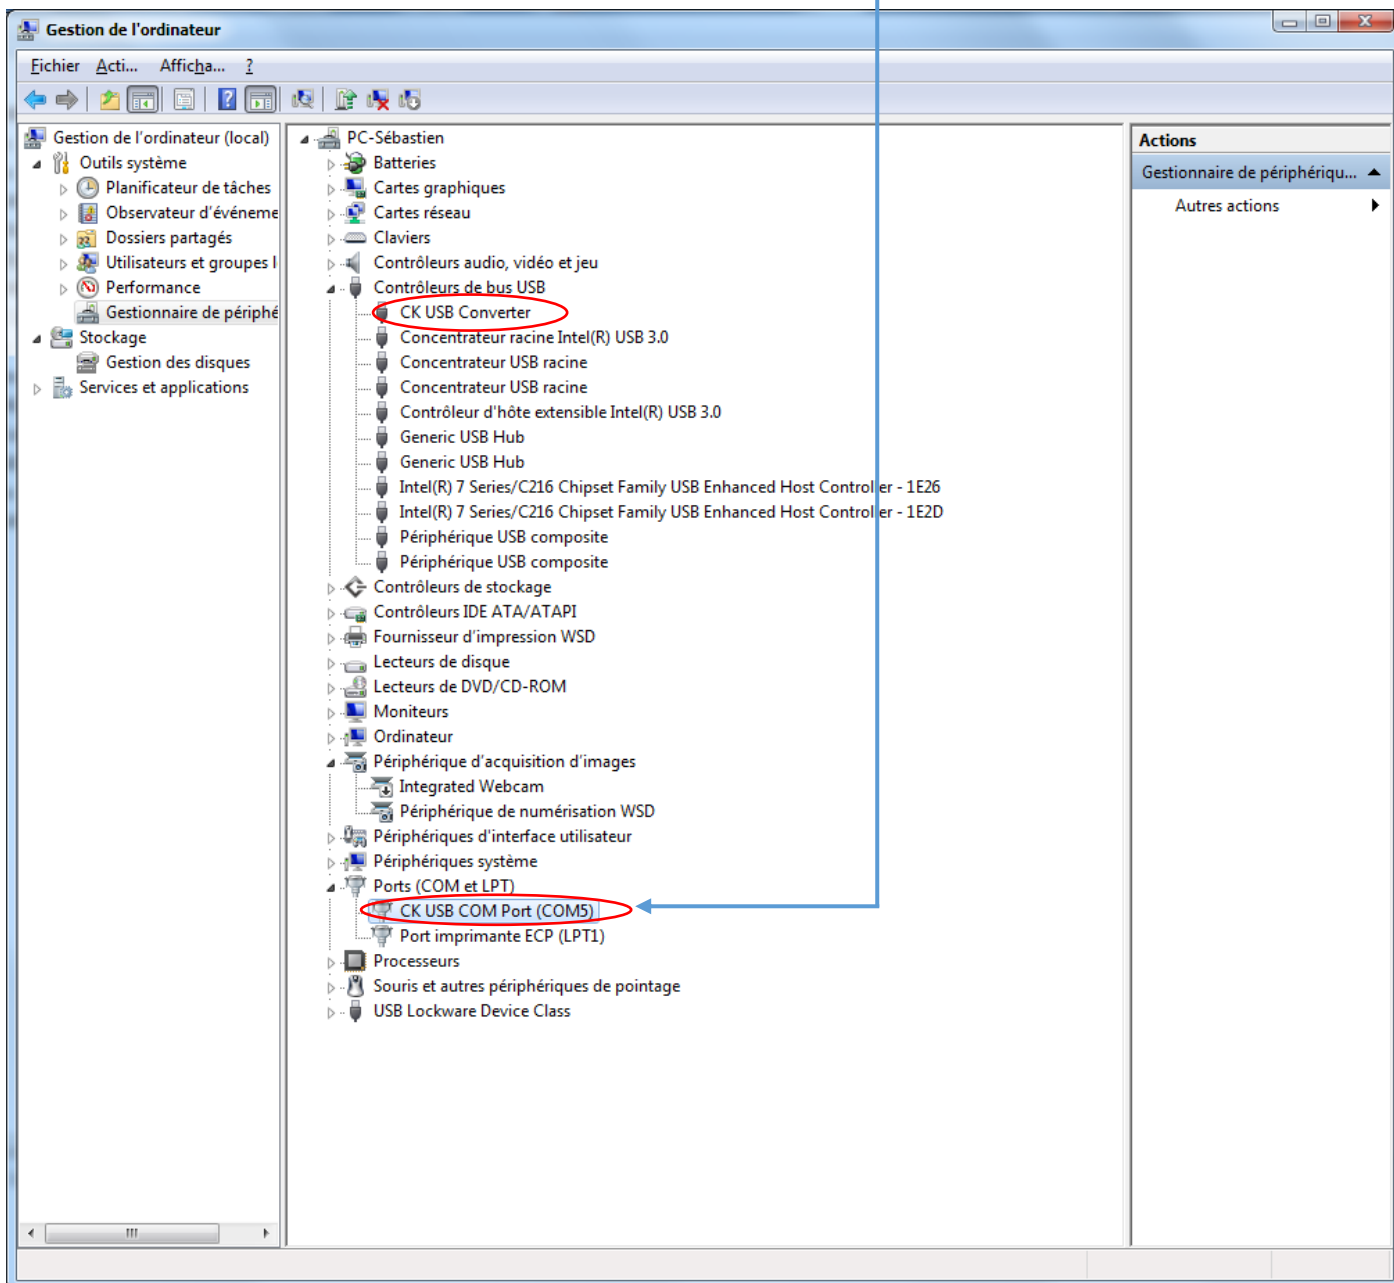 Gestion de l'ordinateur
Fichier Acti... Afficha... ?
Gestion de l'ordinateur (local)
Outils système
Planificateur de tâches
Observateur d'événeme
Dossiers partagés
Utilisateurs et groupes l
Performance
Gestionnaire de périphé
Stockage
Gestion des disques
Services et applications
PC-Sébastien
Batteries
Cartes graphiques
Cartes réseau
Claviers
Contrôleurs audio, vidéo et jeu
Contrôleurs de bus USB
CK USB Converter
Concentrateur racine Intel(R) USB 3.0
Concentrateur USB racine
Concentrateur USB racine
Contrôleur d'hôte extensible Intel(R) USB 3.0
Generic USB Hub
Generic USB Hub
Intel(R) 7 Series/C216 Chipset Family USB Enhanced Host Controller - 1E26
Intel(R) 7 Series/C216 Chipset Family USB Enhanced Host Controller - 1E2D
Périphérique USB composite
Périphérique USB composite
Contrôleurs de stockage
Contrôleurs IDE ATA/ATAPI
Fournisseur d'impression WSD
Lecteurs de disque
Lecteurs de DVD/CD-ROM
Moniteurs
Ordinateur
Périphérique d'acquisition d'images
Integrated Webcam
Périphérique de numérisation WSD
Périphériques d'interface utilisateur
Périphériques système
Ports (COM et LPT)
CK USB COM Port (COM5)
Port imprimante ECP (LPT1)
Processeurs
Souris et autres périphériques de pointage
USB Lockware Device Class
Actions
Gestionnaire de périphériqu...
Autres actions